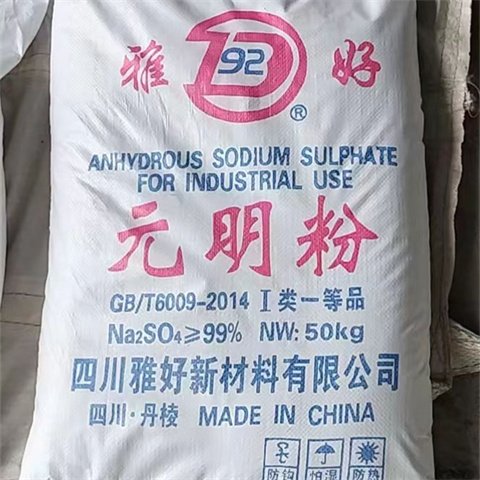 雅 92 好
®
ANHYDROUS SODIUM SULPHATE
FOR INDUSTRIAL USE
元明粉
GB/T6009-2014 Ⅰ类一等品
Na₂SO₄≥99% NW: 50kg
四川雅好新材料有限公司
四川·丹棱 MADE IN CHINA
防钩 怕湿 防热